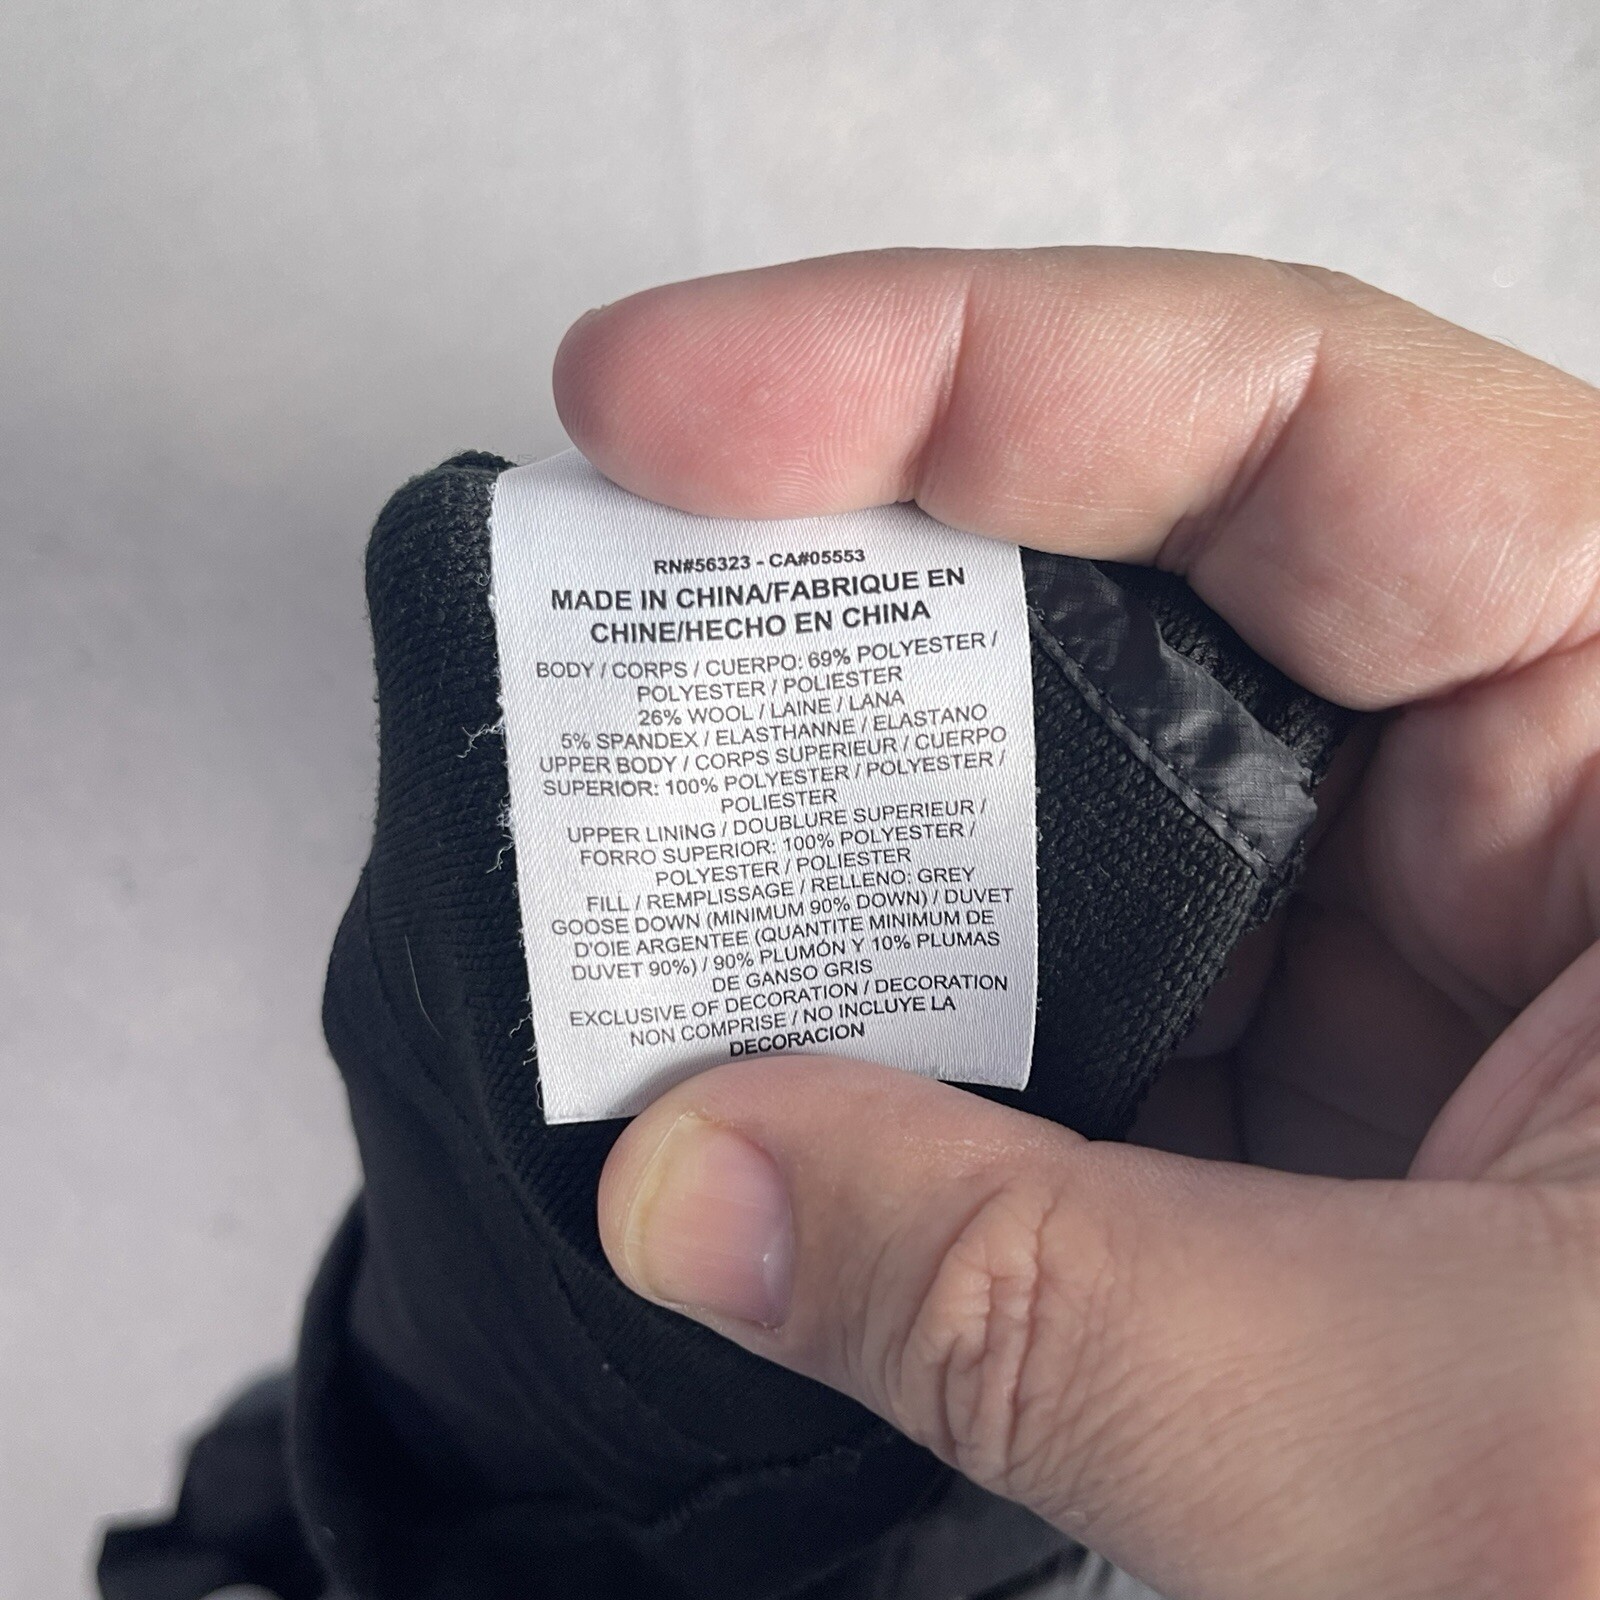 RN#56323 - CA#05553
MADE IN CHINA/FABRIQUE EN
CHINE/HECHO EN CHINA
BODY / CORPS / CUERPO: 69% POLYESTER /
POLYESTER / POLIESTER
26% WOOL / LAINE / LANA
5% SPANDEX / ELASTHANNE / ELASTANO
UPPER BODY / CORPS SUPERIEUR / CUERPO
SUPERIOR: 100% POLYESTER / POLYESTER /
POLIESTER
UPPER LINING / DOUBLURE SUPERIEUR /
FORRO SUPERIOR: 100% POLYESTER /
POLYESTER / POLIESTER
FILL / REMPLISSAGE / RELLENO: GREY
GOOSE DOWN (MINIMUM 90% DOWN) / DUVET
D'OIE ARGENTEE (QUANTITE MINIMUM DE
DUVET 90%) / 90% PLUMÓN Y 10% PLUMAS
DE GANSO GRIS
EXCLUSIVE OF DECORATION / DECORATION
NON COMPRISE / NO INCLUYE LA
DECORACION